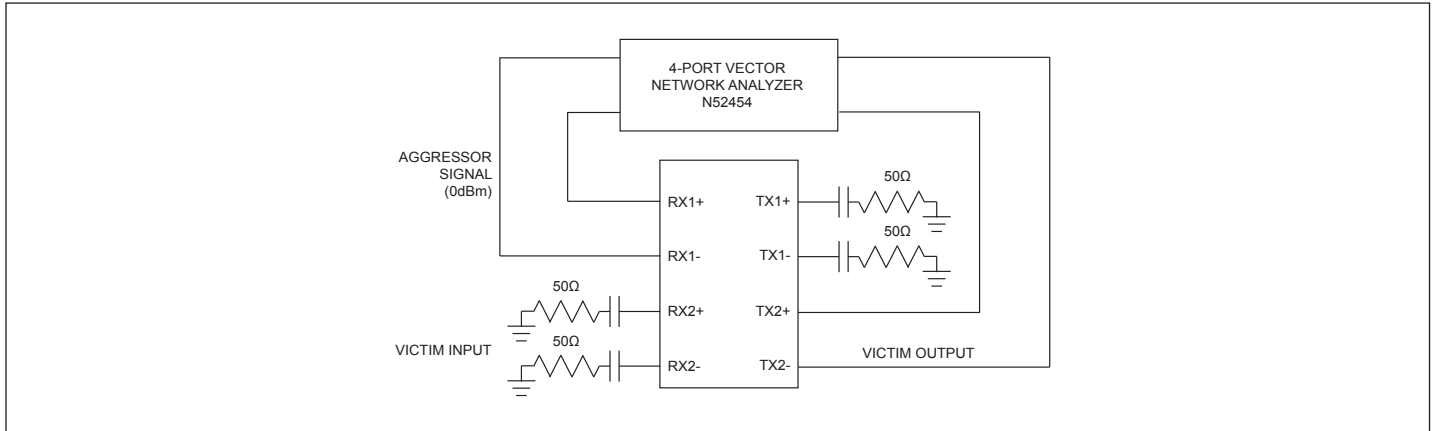 4-PORT VECTOR
NETWORK ANALYZER
N52454
AGGRESSOR
SIGNAL
(0dBm)
50Ω
RX1+ TX1+
50Ω
RX1- TX1-
50Ω
RX2+ TX2+
50Ω
VICTIM INPUT
VICTIM OUTPUT
RX2- TX2-